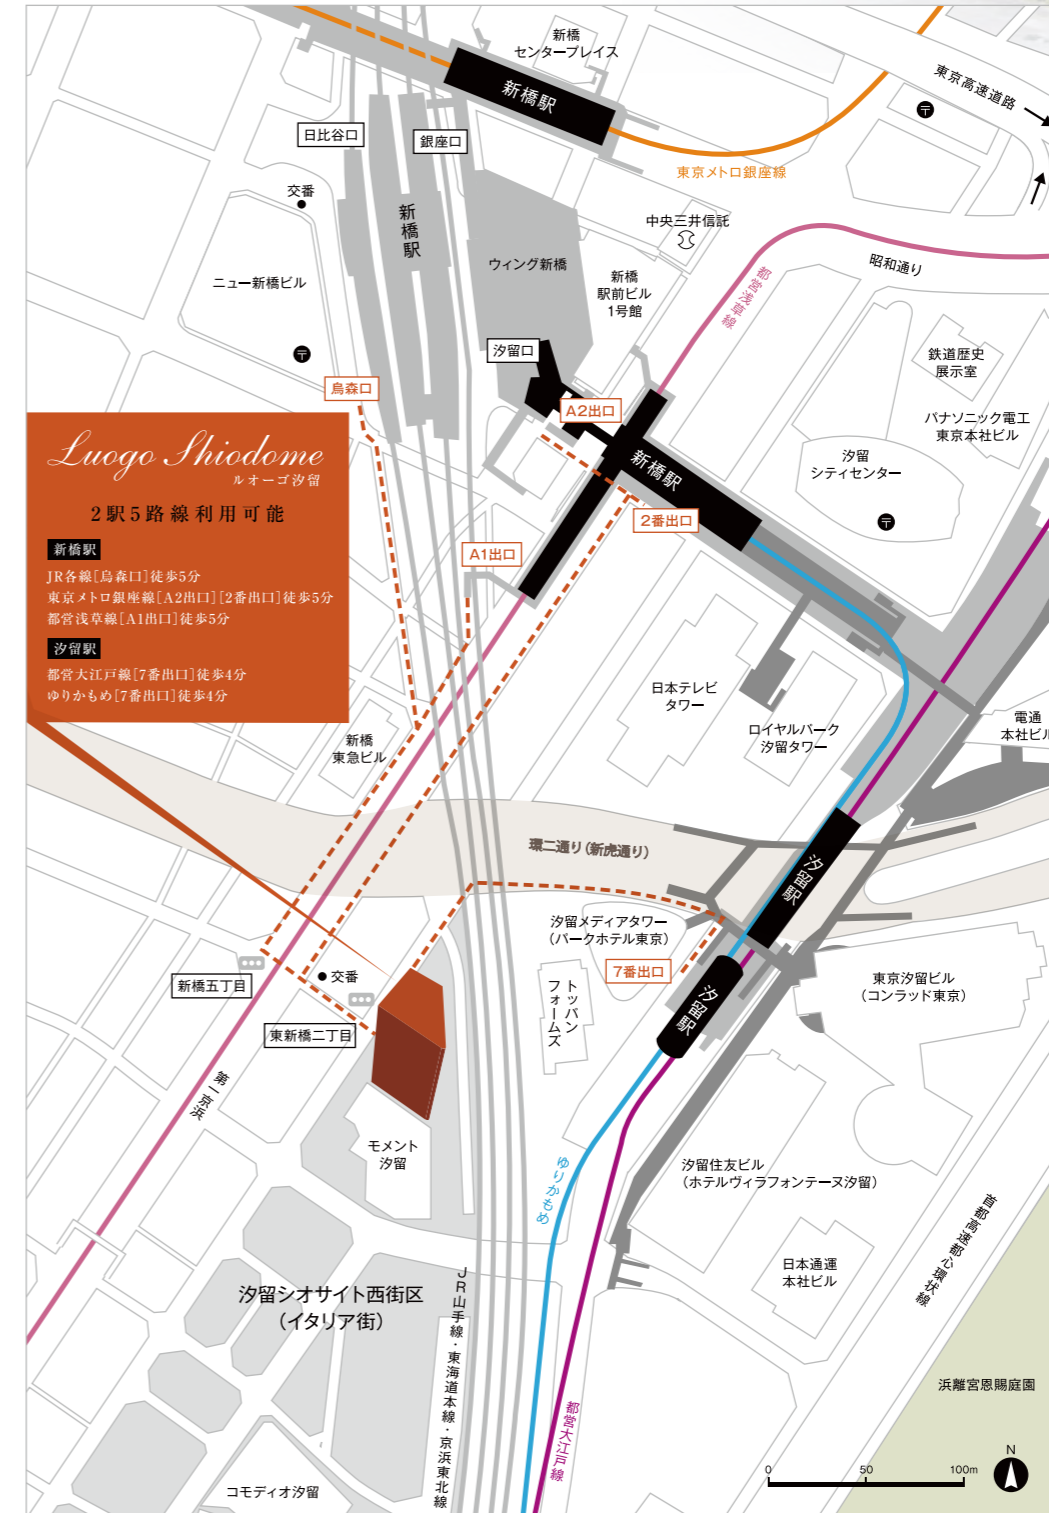 新橋
センタープレイス
新橋駅
東京高速道路
〒
日比谷口
銀座口
東京メトロ銀座線
交番
新橋駅
中央三井信託
ニュー新橋ビル
ウィング新橋
新橋
駅前ビル
1号館
都営浅草線
昭和通り
〒
汐留口
鉄道歴史
展示室
烏森口
A2出口
パナソニック電工
東京本社ビル
汐留
シティセンター
新橋駅
〒
2番出口
A1出口
Luogo Shiodome
ルオーゴ汐留
2駅5路線利用可能
新橋駅
JR各線[烏森口]徒歩5分
東京メトロ銀座線[A2出口][2番出口]徒歩5分
都営浅草線[A1出口]徒歩5分
汐留駅
都営大江戸線[7番出口]徒歩4分
ゆりかもめ[7番出口]徒歩4分
日本テレビ
タワー
ロイヤルパーク
汐留タワー
電通
本社ビル
新橋
東急ビル
環二通り(新虎通り)
汐留駅
汐留メディアタワー
(パークホテル東京)
7番出口
新橋五丁目
交番
東新橋二丁目
トッパン
フォームズ
汐留駅
東京汐留ビル
(コンラッド東京)
第一京浜
モメント
汐留
ゆりかもめ
汐留住友ビル
(ホテルヴィラフォンテーヌ汐留)
首都高速都心環状線
日本通運
本社ビル
汐留シオサイト西街区
(イタリア街)
JR山手線・東海道本線・京浜東北線
都営大江戸線
浜離宮恩賜庭園
コモディオ汐留
0 50 100m
N